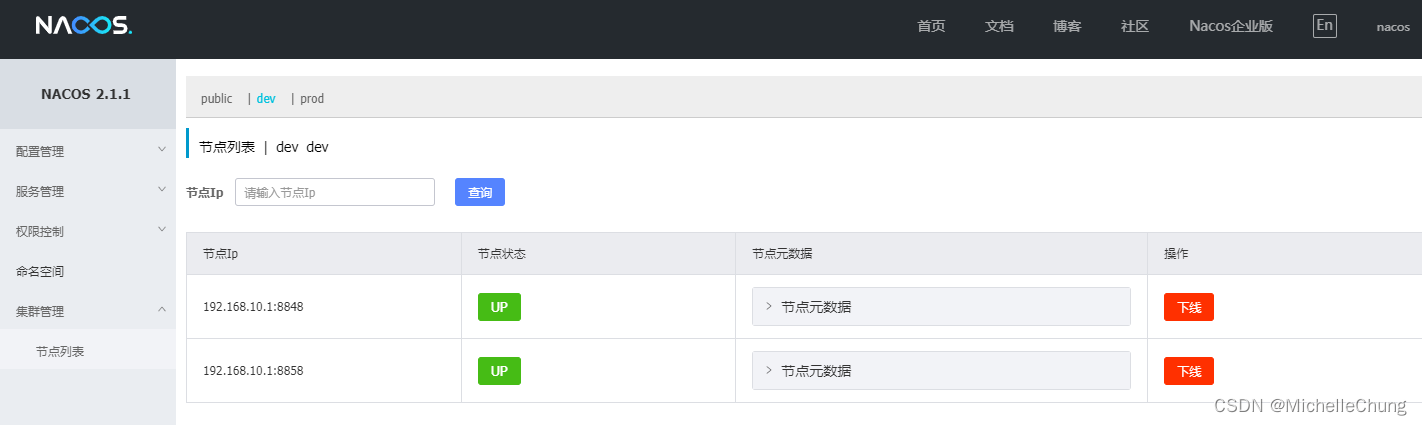 NACOS. 首页 文档 博客 社区 Nacos企业版 En nacos
NACOS 2.1.1
配置管理
服务管理
权限控制
命名空间
集群管理
节点列表
public | dev | prod
节点列表 | dev dev
节点Ip 请输入节点Ip 查询
节点Ip 节点状态 节点元数据 操作
192.168.10.1:8848 UP 节点元数据 下线
192.168.10.1:8858 UP 节点元数据 下线
CSDN @MichelleChung